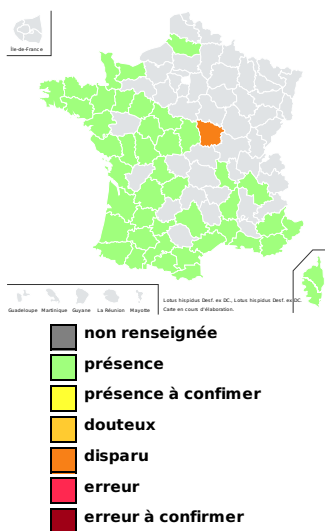 Île-de-France
Guadeloupe Martinique Guyane La Réunion Mayotte
Lotus hispidus Desf. ex DC., Lotus hispidus Desf. ex DC.
Carte en cours d'élaboration.
non renseignée
présence
présence à confimer
douteux
disparu
erreur
erreur à confirmer